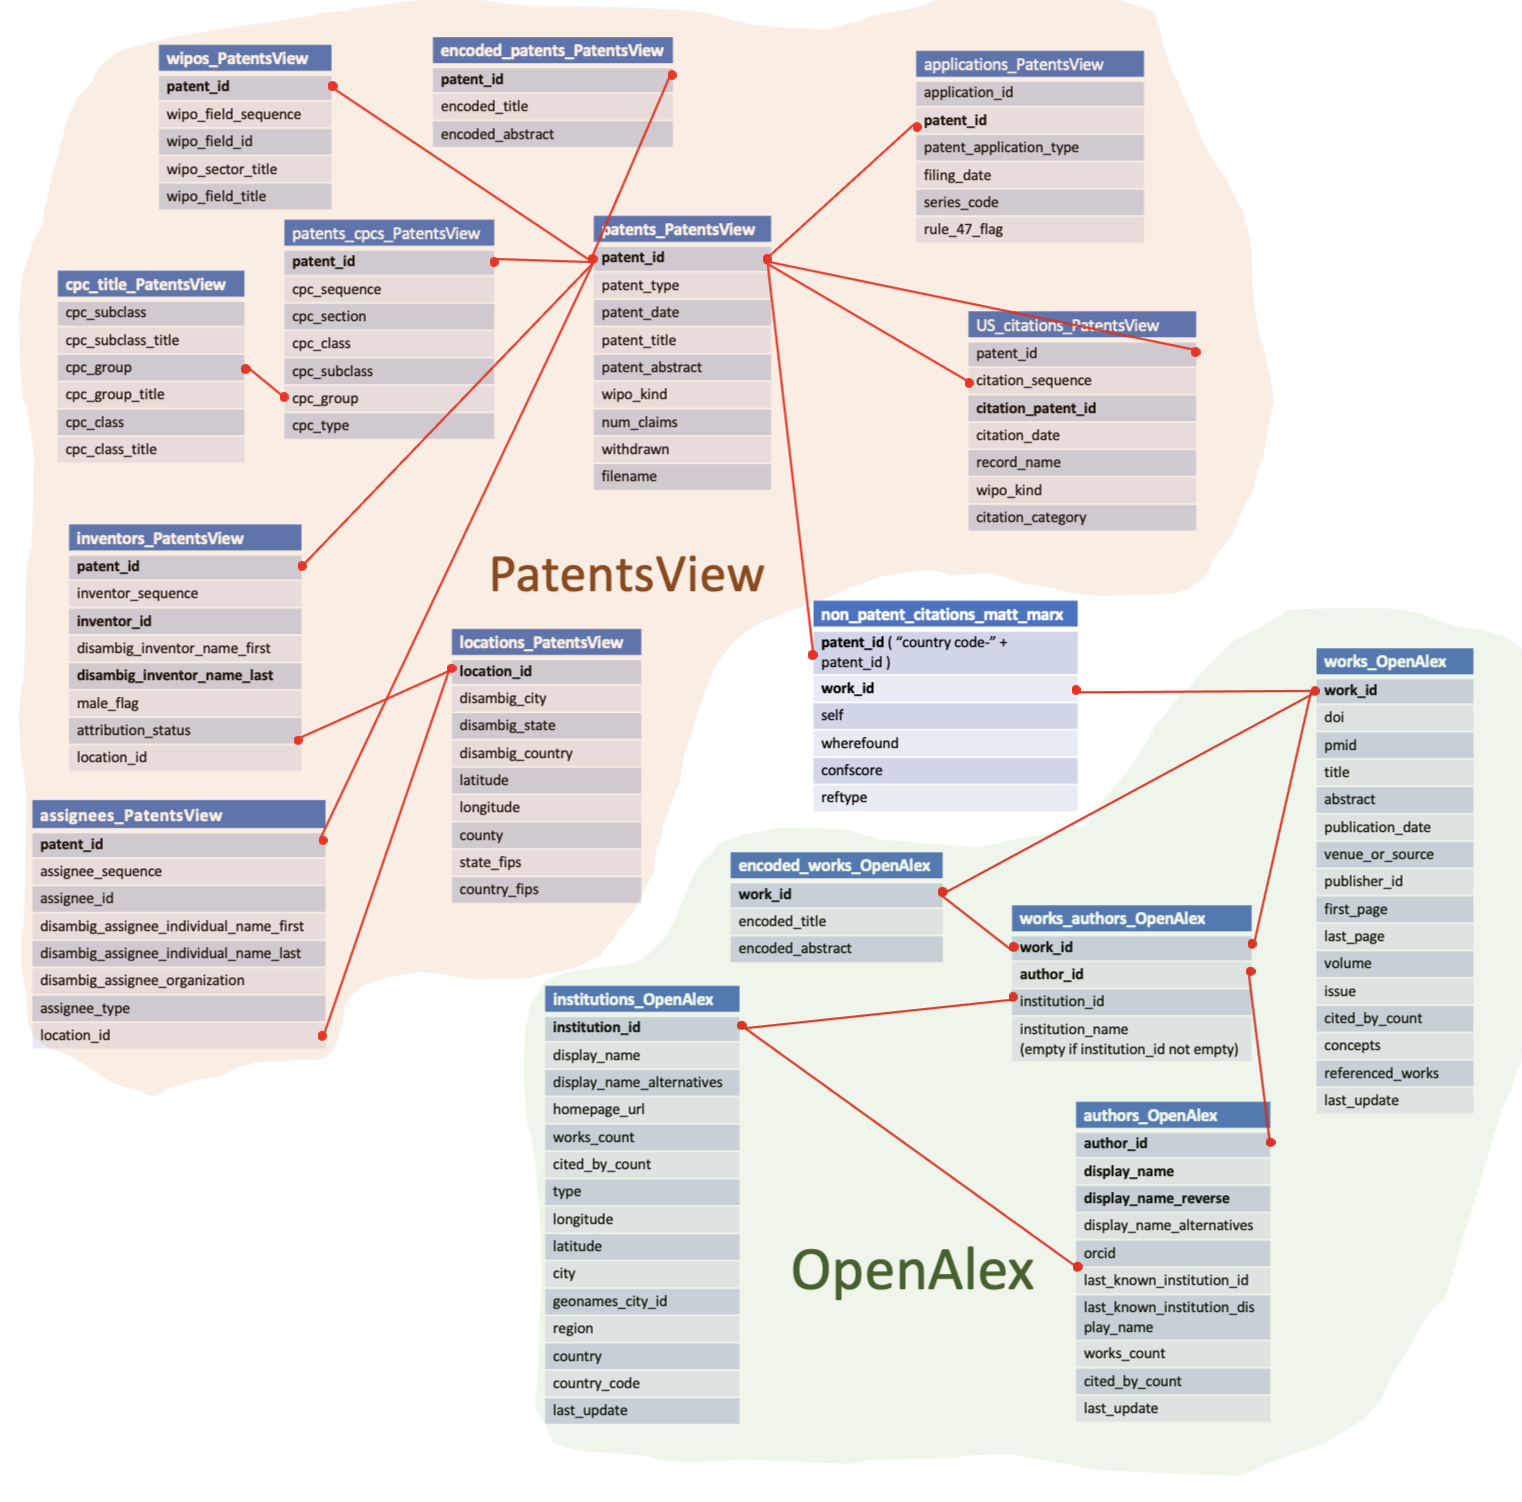 wipos_PatentsView
patent_id
wipo_field_sequence
wipo_field_id
wipo_sector_title
wipo_field_title
encoded_patents_PatentsView
patent_id
encoded_title
encoded_abstract
applications_PatentsView
application_id
patent_id
patent_application_type
filing_date
series_code
rule_47_flag
patents_cpcs_PatentsView
patent_id
cpc_sequence
cpc_section
cpc_class
cpc_subclass
cpc_group
cpc_type
patents_PatentsView
patent_id
patent_type
patent_date
patent_title
patent_abstract
wipo_kind
num_claims
withdrawn
filename
cpc_title_PatentsView
cpc_subclass
cpc_subclass_title
cpc_group
cpc_group_title
cpc_class
cpc_class_title
US_citations_PatentsView
patent_id
citation_sequence
citation_patent_id
citation_date
record_name
wipo_kind
citation_category
inventors_PatentsView
patent_id
inventor_sequence
inventor_id
disambig_inventor_name_first
disambig_inventor_name_last
male_flag
attribution_status
location_id
PatentsView
locations_PatentsView
location_id
disambig_city
disambig_state
disambig_country
latitude
longitude
county
state_fips
country_fips
non_patent_citations_matt_marx
patent_id ( “country code-” +
patent_id )
work_id
self
wherefound
confscore
reftype
works_OpenAlex
work_id
doi
pmid
title
abstract
publication_date
venue_or_source
publisher_id
first_page
last_page
volume
issue
cited_by_count
concepts
referenced_works
last_update
assignees_PatentsView
patent_id
assignee_sequence
assignee_id
disambig_assignee_individual_name_first
disambig_assignee_individual_name_last
disambig_assignee_organization
assignee_type
location_id
encoded_works_OpenAlex
work_id
encoded_title
encoded_abstract
works_authors_OpenAlex
work_id
author_id
institution_id
institution_name
(empty if institution_id not empty)
institutions_OpenAlex
institution_id
display_name
display_name_alternatives
homepage_url
works_count
cited_by_count
type
longitude
latitude
city
geonames_city_id
region
country
country_code
last_update
OpenAlex
authors_OpenAlex
author_id
display_name
display_name_reverse
display_name_alternatives
orcid
last_known_institution_id
last_known_institution_dis
play_name
works_count
cited_by_count
last_update